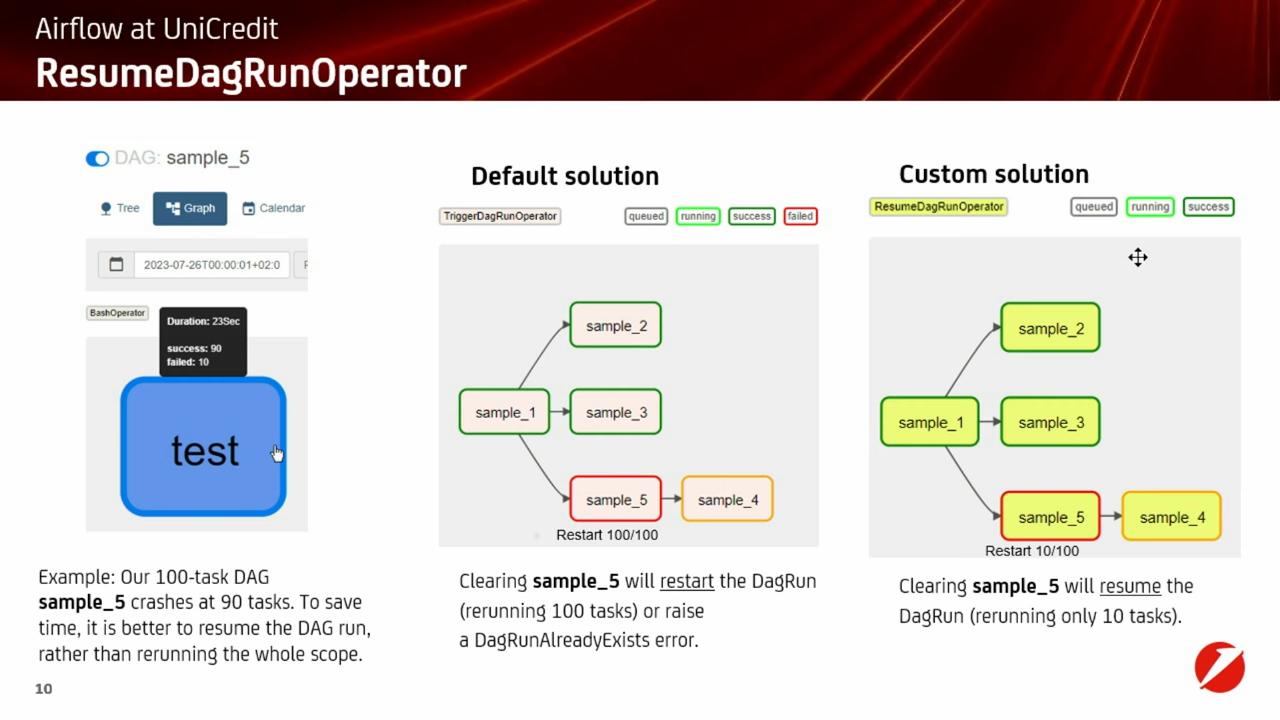 Airflow at UniCredit
ResumeDagRunOperator
DAG: sample_5
Tree
Graph
Calendar
2023-07-26T00:00:01+02:0
BashOperator
Duration: 23Sec
success: 90
failed: 10
test
Example: Our 100-task DAG
sample_5 crashes at 90 tasks. To save
time, it is better to resume the DAG run,
rather than rerunning the whole scope.
Default solution
TriggerDagRunOperator
queued
running
success
failed
sample_2
sample_1
sample_3
sample_5
sample_4
Restart 100/100
Clearing sample_5 will restart the DagRun
(rerunning 100 tasks) or raise
a DagRunAlreadyExists error.
Custom solution
ResumeDagRunOperator
queued
running
success
sample_2
sample_1
sample_3
sample_5
sample_4
Restart 10/100
Clearing sample_5 will resume the
DagRun (rerunning only 10 tasks).
10